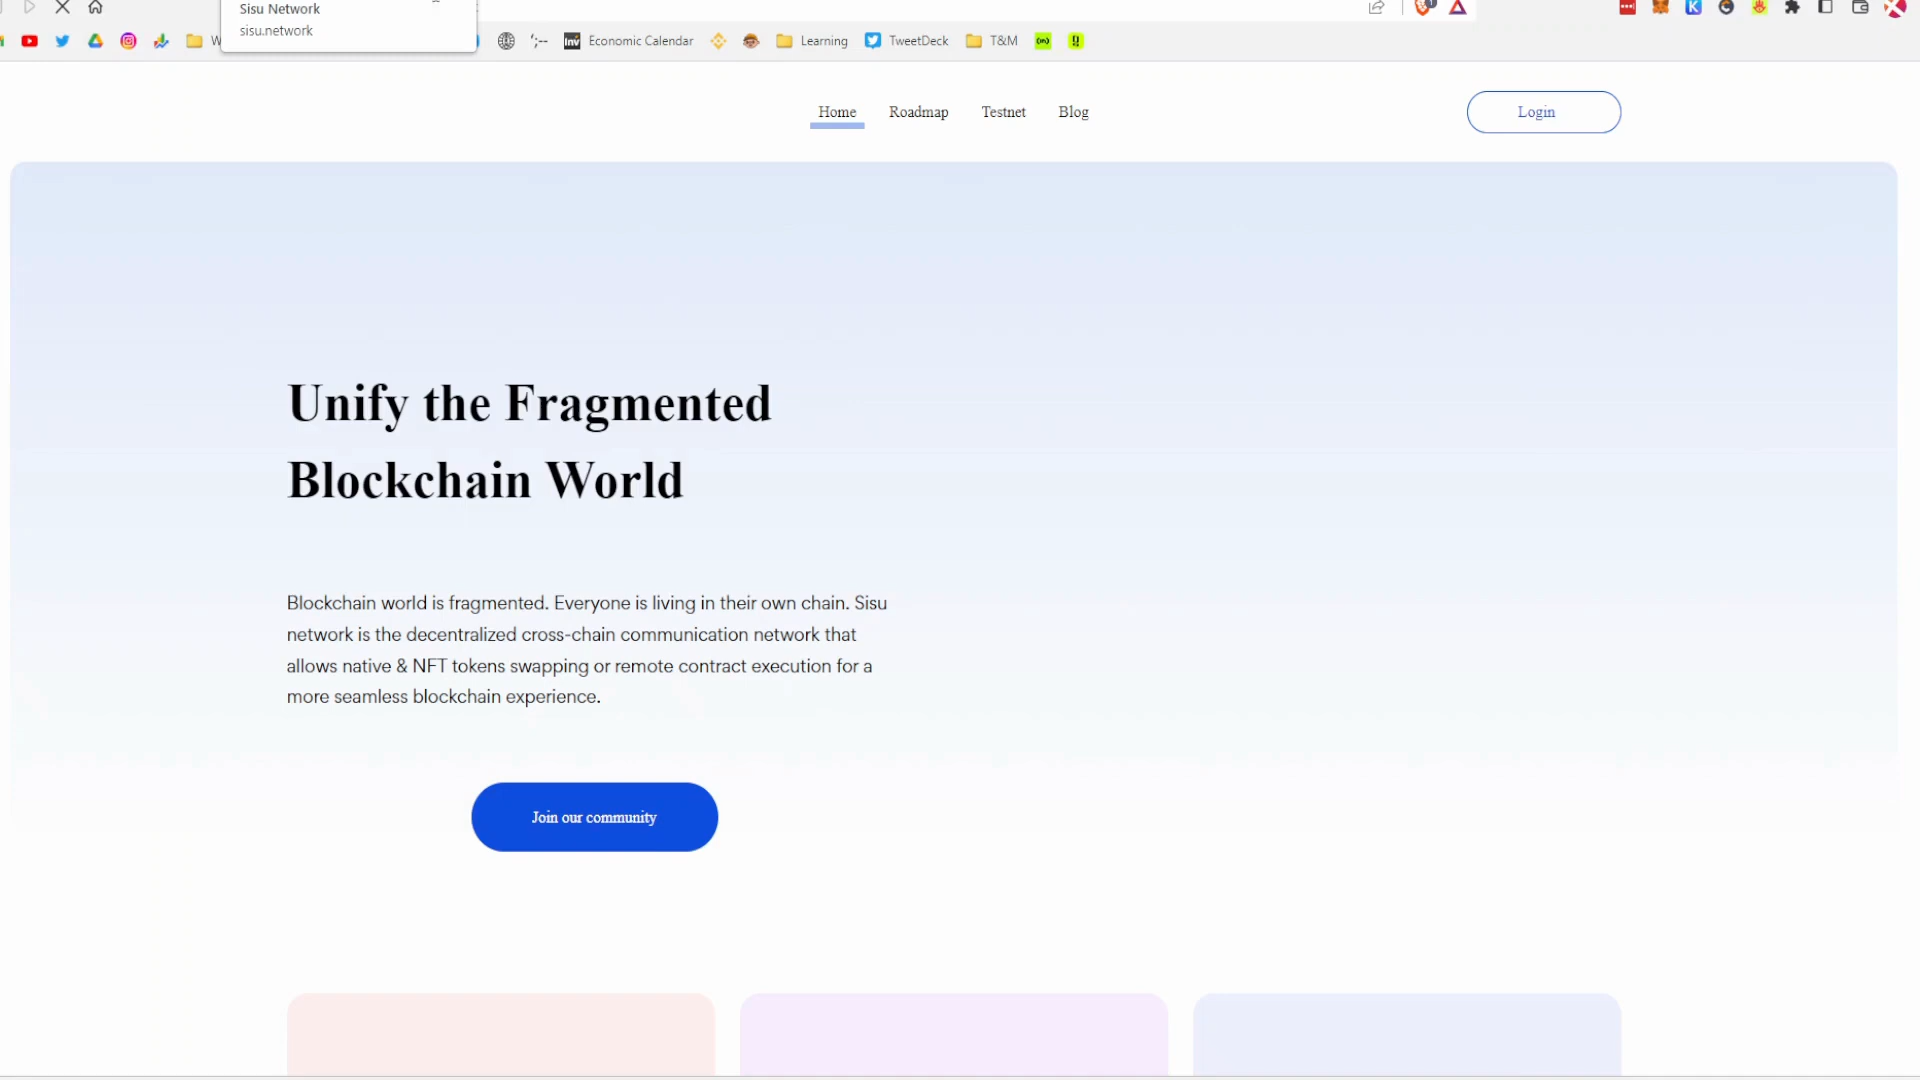 Sisu Network
sisu.network
W
Economic Calendar
Learning
TweetDeck
T&M
Home
Roadmap
Testnet
Blog
Login
Unify the Fragmented
Blockchain World
Blockchain world is fragmented. Everyone is living in their own chain. Sisu
network is the decentralized cross-chain communication network that
allows native & NFT tokens swapping or remote contract execution for a
more seamless blockchain experience.
Join our community